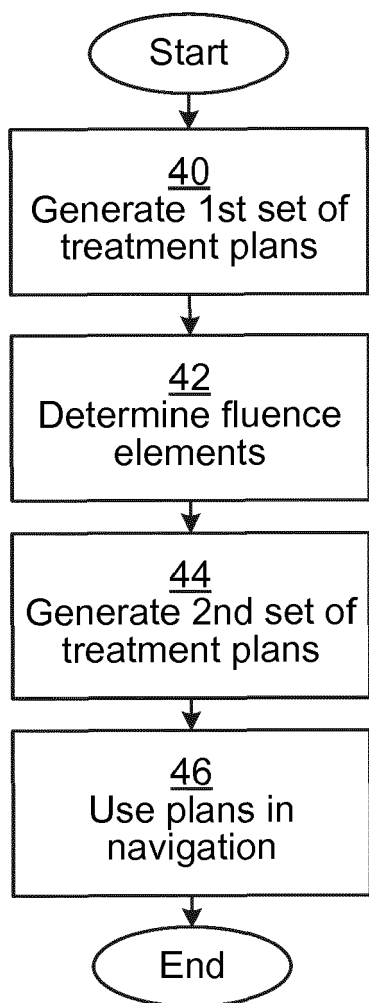 Start
40
Generate 1st set of
treatment plans
42
Determine fluence
elements
44
Generate 2nd set of
treatment plans
46
Use plans in
navigation
End